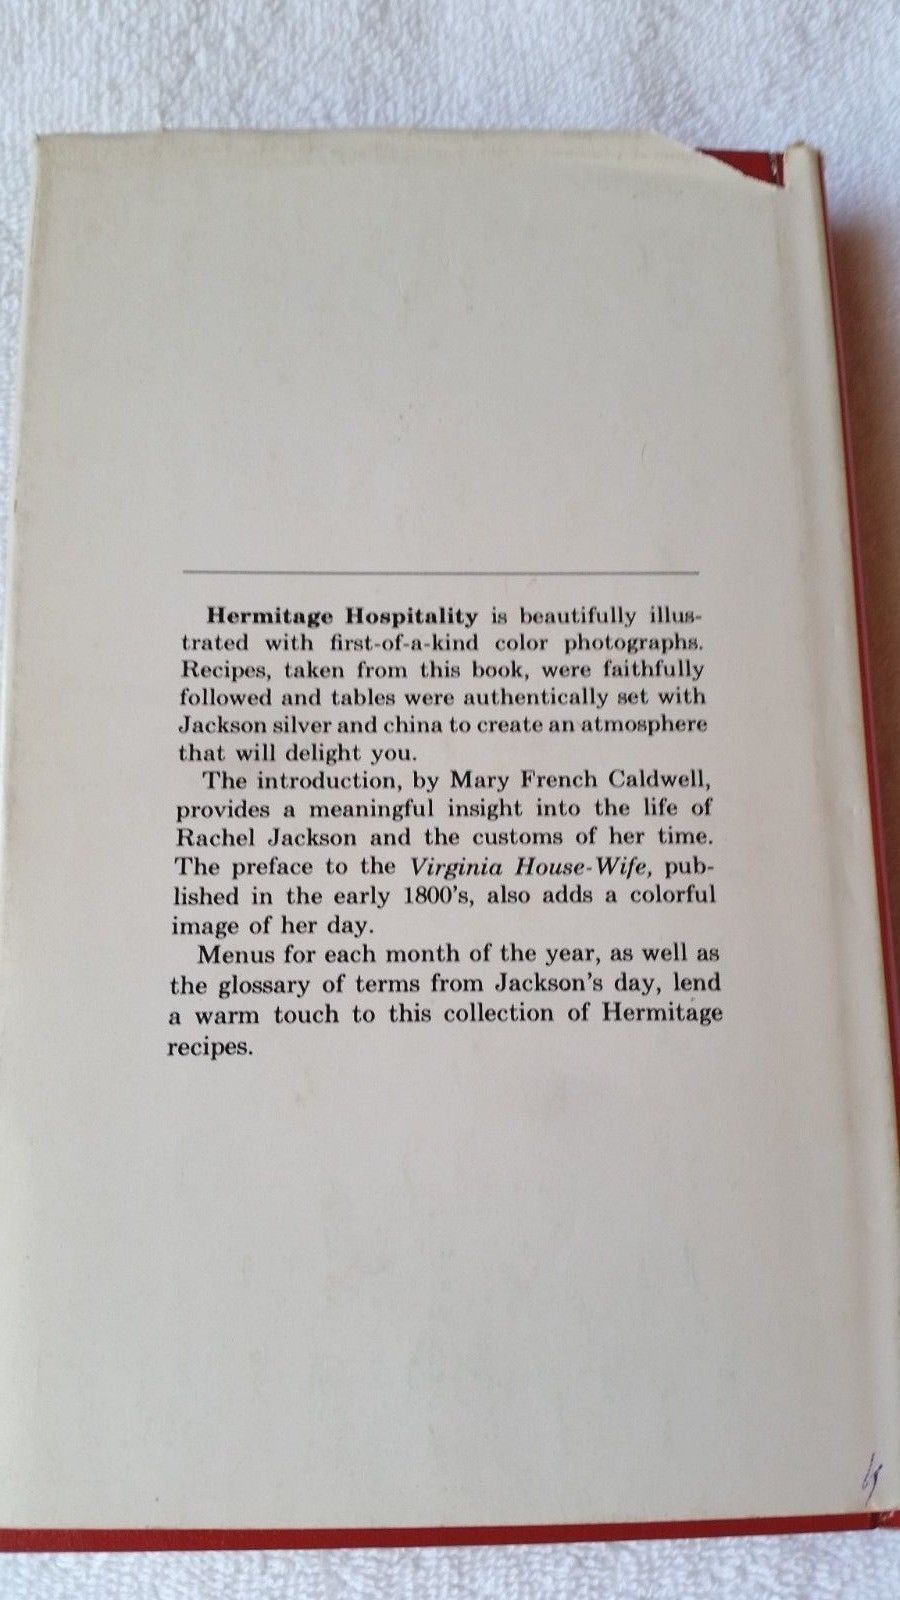 Hermitage Hospitality is beautifully illus-
trated with first-of-a-kind color photographs.
Recipes, taken from this book, were faithfully
followed and tables were authentically set with
Jackson silver and china to create an atmosphere
that will delight you.
The introduction, by Mary French Caldwell,
provides a meaningful insight into the life of
Rachel Jackson and the customs of her time.
The preface to the Virginia House-Wife, pub-
lished in the early 1800's, also adds a colorful
image of her day.
Menus for each month of the year, as well as
the glossary of terms from Jackson's day, lend
a warm touch to this collection of Hermitage
recipes.